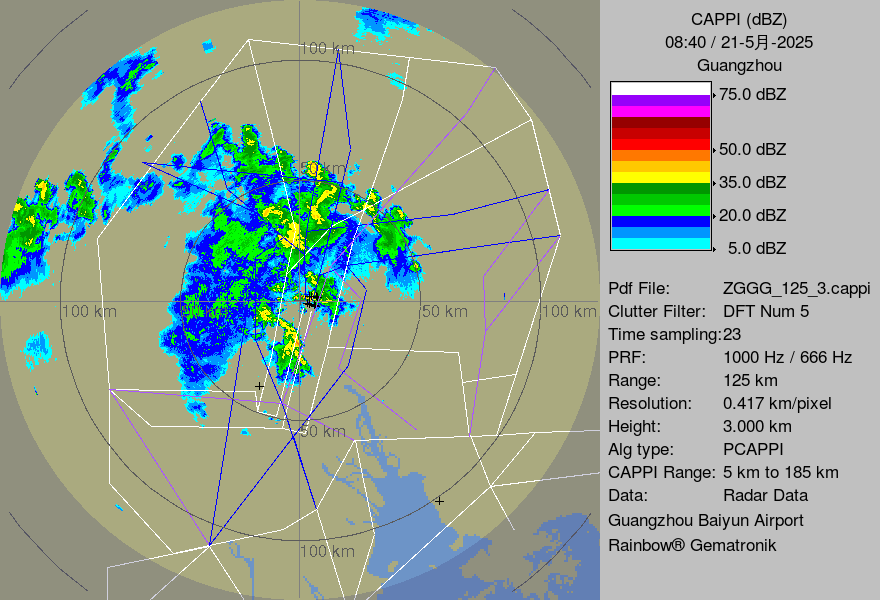 100 km
50 km
100 km
50 km
100 km
50 km
100 km
CAPPI (dBZ)
08:40 / 21-5月-2025
Guangzhou
75.0 dBZ
50.0 dBZ
35.0 dBZ
20.0 dBZ
5.0 dBZ
Pdf File: ZGGG_125_3.cappi
Clutter Filter: DFT Num 5
Time sampling:23
PRF: 1000 Hz / 666 Hz
Range: 125 km
Resolution: 0.417 km/pixel
Height: 3.000 km
Alg type: PCAPPI
CAPPI Range: 5 km to 185 km
Data: Radar Data
Guangzhou Baiyun Airport
Rainbow® Gematronik